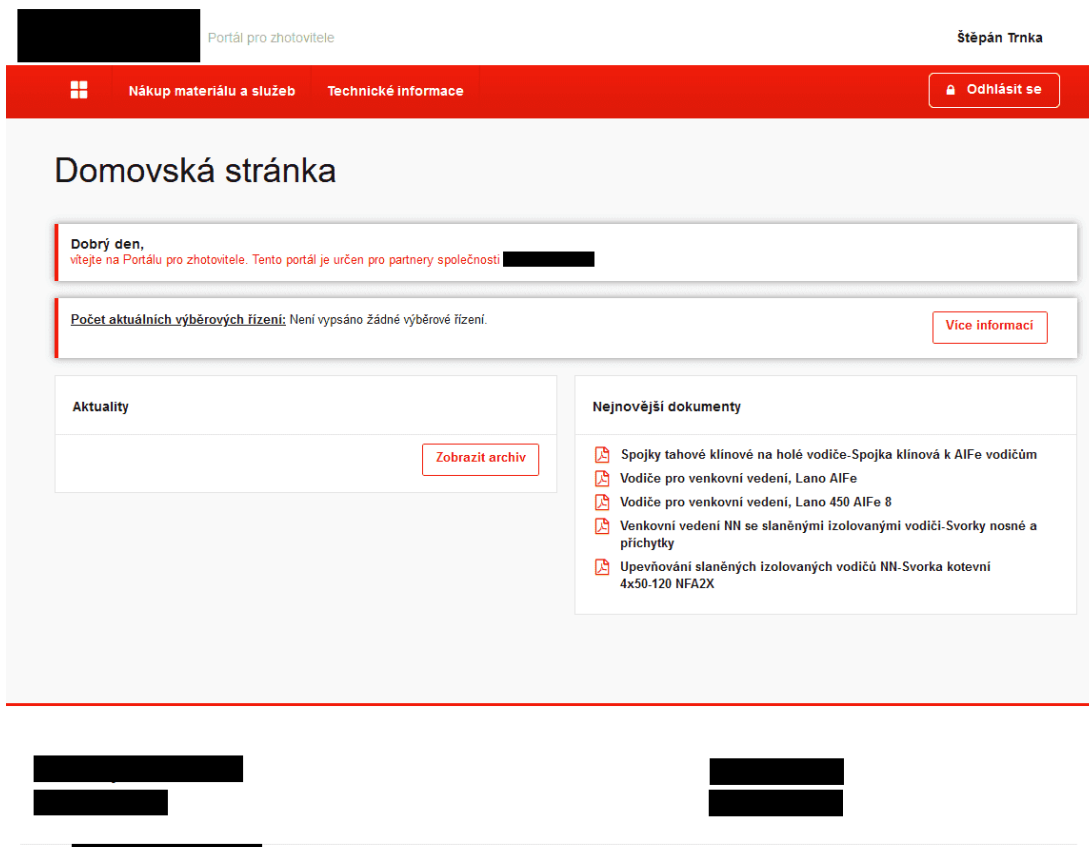 Portál pro zhotovitele
Štěpán Trnka
Nákup materiálu a služeb
Technické informace
Odhlásit se
Domovská stránka
Dobrý den,
vítejte na Portálu pro zhotovitele. Tento portál je určen pro partnery společnosti
Počet aktuálních výběrových řízení: Není vypsáno žádné výběrové řízení.
Více informací
Aktuality
Zobrazit archiv
Nejnovější dokumenty
Spojky tahové klínové na holé vodiče-Spojka klínová k AlFe vodičům
Vodiče pro venkovní vedení, Lano AlFe
Vodiče pro venkovní vedení, Lano 450 AlFe 8
Venkovní vedení NN se slaněnými izolovanými vodiči-Svorky nosné a
příchytky
Upevňování slaněných izolovaných vodičů NN-Svorka kotevní
4x50-120 NFA2X